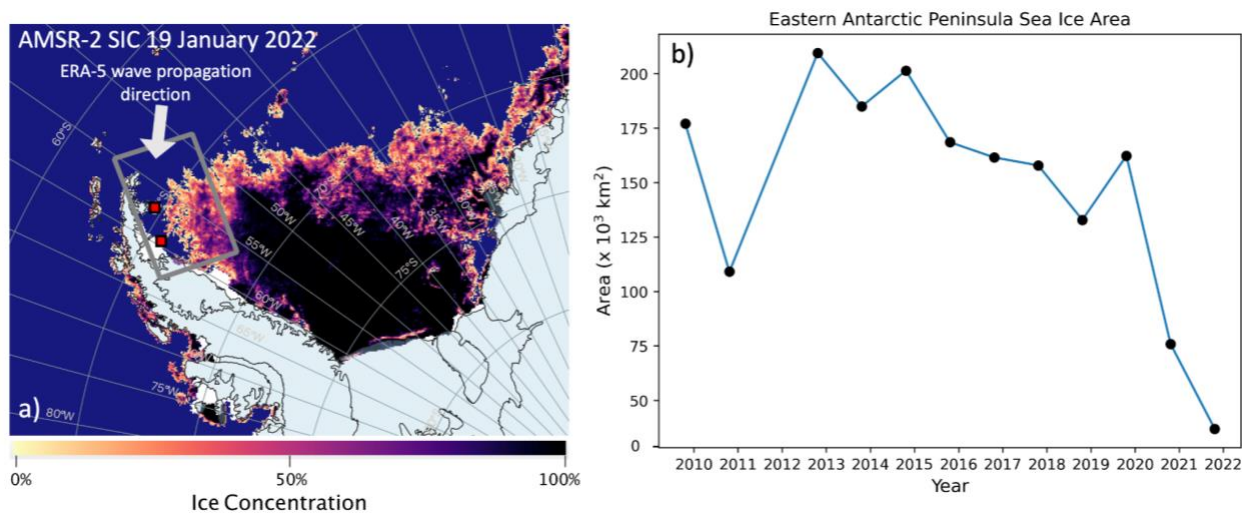 AMSR-2 SIC 19 January 2022
ERA-5 wave propagation
direction
60°S
50°W
45°W
40°W
35°W
55°W
75°S
60°W
65°W
75°W
80°W
a)
0%
50%
100%
Ice Concentration
Eastern Antarctic Peninsula Sea Ice Area
b)
Area (x 10³ km²)
200
175
150
125
100
75
50
0
2010 2011 2012 2013 2014 2015 2016 2017 2018 2019 2020 2021 2022
Year